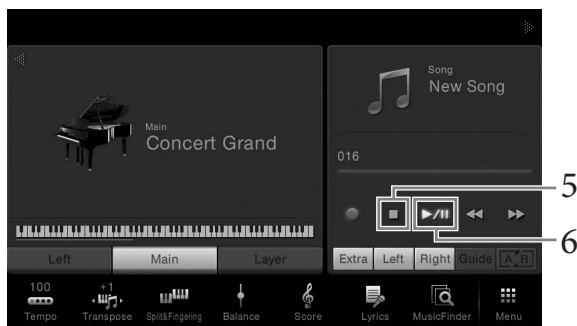 Main
Concert Grand
Song
New Song
016
5
6
Left
Main
Layer
Extra
Left
Right
Guide
A B
100
Tempo
+1
Transpose
Split&Fingering
Balance
Score
Lyrics
MusicFinder
Menu